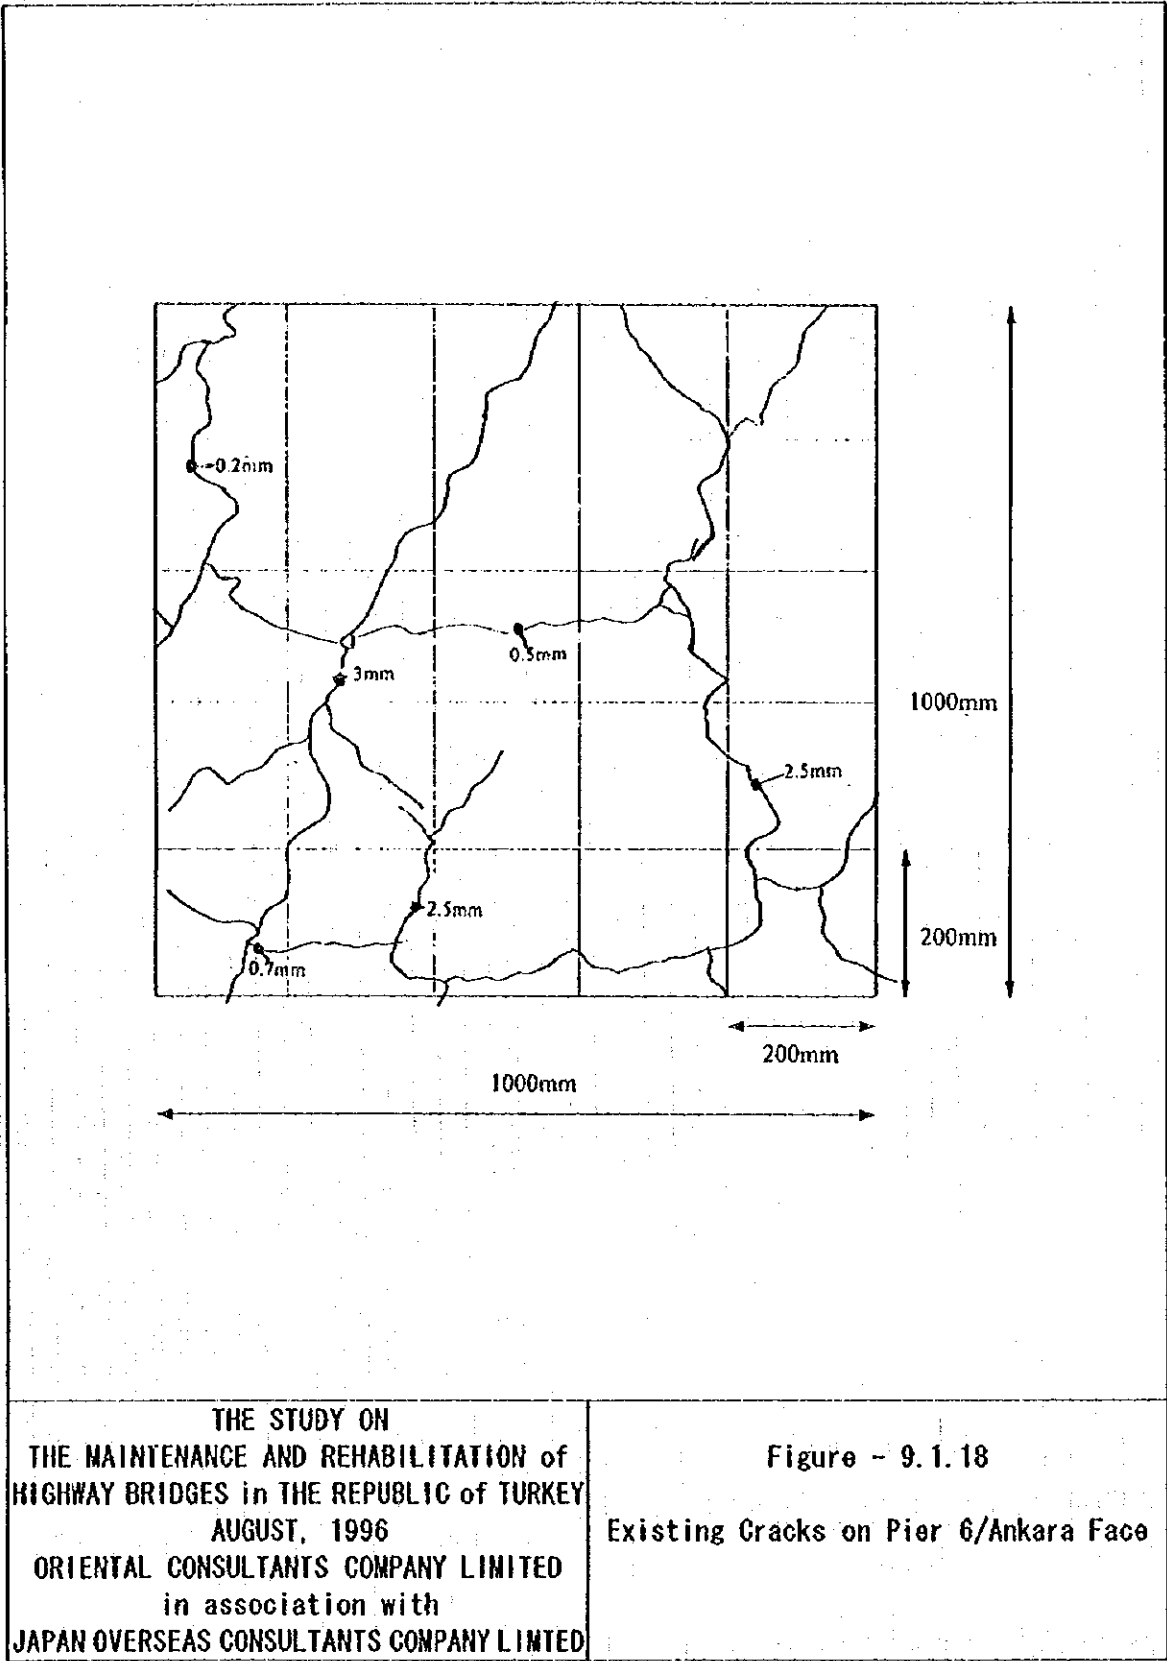 0.2mm
0.5mm
3mm
1000mm
2.5mm
2.5mm
200mm
0.7mm
200mm
1000mm
THE STUDY ON
THE MAINTENANCE AND REHABILITATION of
HIGHWAY BRIDGES in THE REPUBLIC of TURKEY
AUGUST, 1996
ORIENTAL CONSULTANTS COMPANY LIMITED
in association with
JAPAN OVERSEAS CONSULTANTS COMPANY LIMTED
Figure - 9.1.18
Existing Cracks on Pier 6/Ankara Face